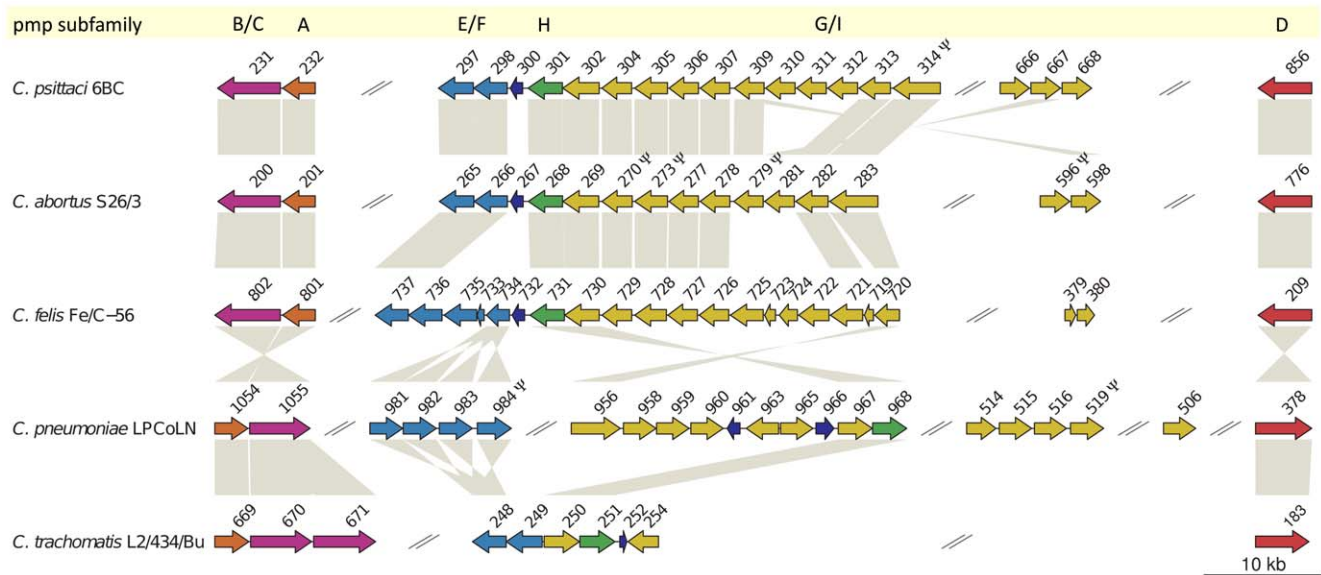 pmp subfamily B/C A E/F H G/I D
231 232 297 298 300 301 302 304 305 306 307 309 310 311 312 313 314 Ψ 666 667 668 856
C. psittaci 6BC
200 201 265 266 267 268 269 270 Ψ 273 Ψ 277 278 279 Ψ 281 282 283 596 Ψ 598 776
C. abortus S26/3
802 801 737 736 735 733 734 732 731 730 729 728 727 726 725 723 724 722 721 719 720 379 380 209
C. felis Fe/C–56
1054 1055 981 982 983 984 Ψ 956 958 959 960 961 963 965 966 967 968 514 515 516 519 Ψ 506 378
C. pneumoniae LPCoLN
669 670 671 248 249 250 251 252 254 183
C. trachomatis L2/434/Bu
10 kb